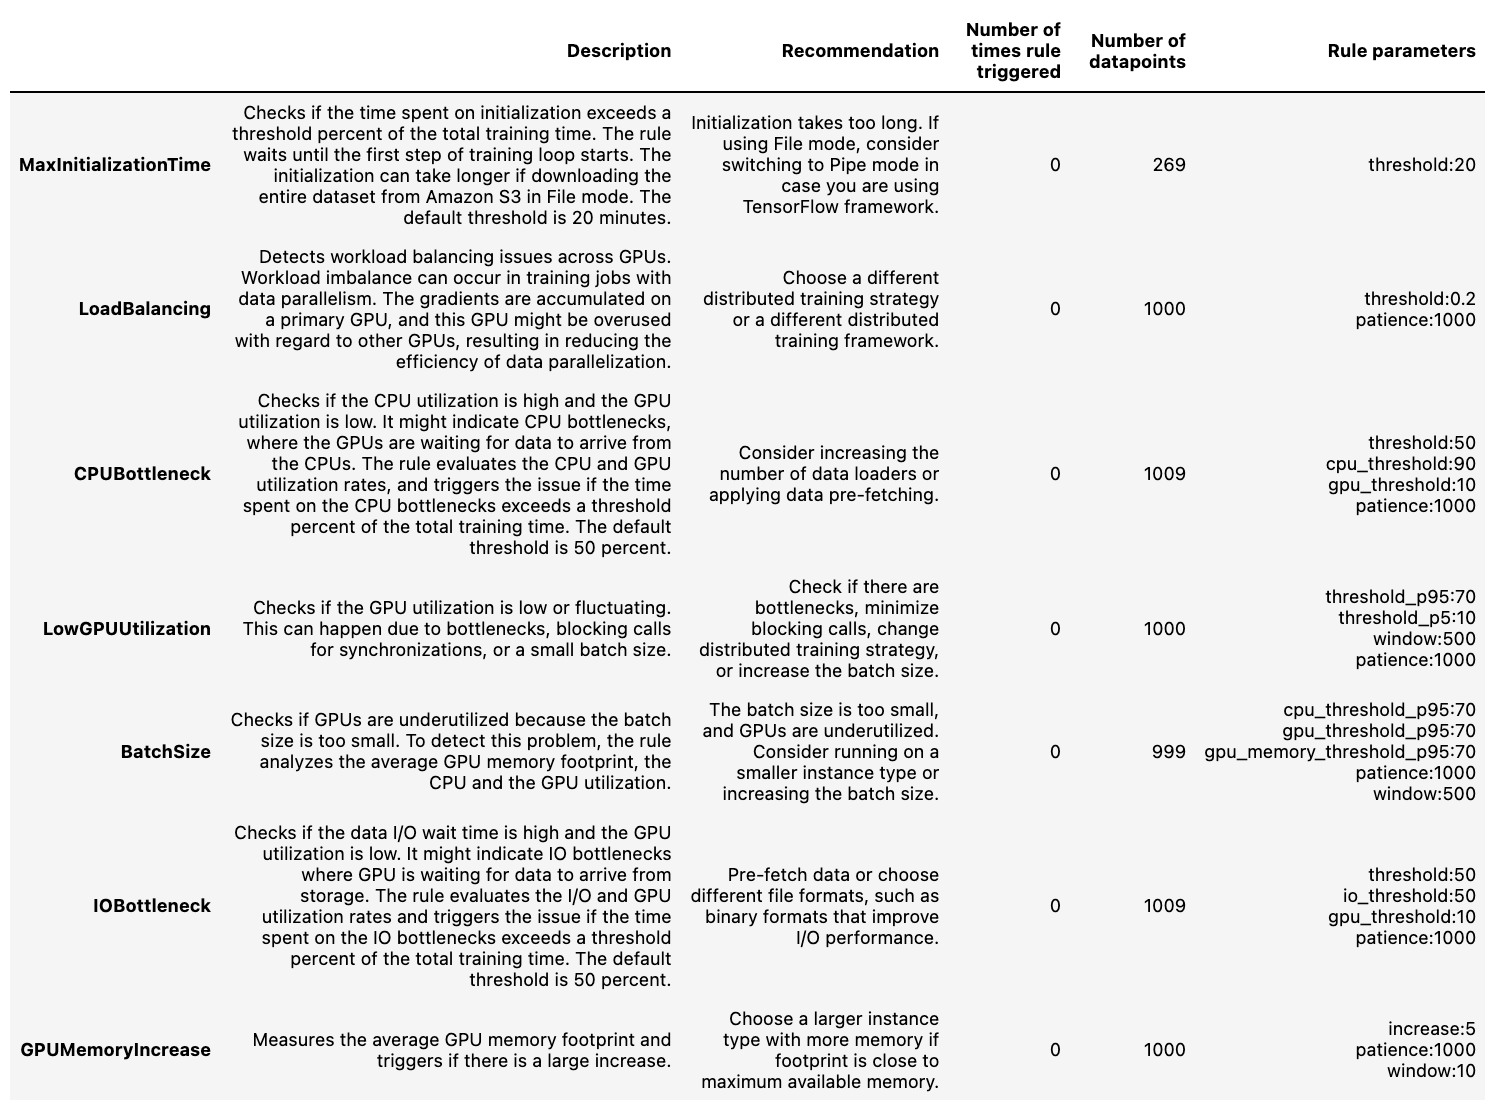 Description
Recommendation
Number of
times rule
triggered
Number of
datapoints
Rule parameters
MaxInitializationTime
Checks if the time spent on initialization exceeds a
threshold percent of the total training time. The rule
waits until the first step of training loop starts. The
initialization can take longer if downloading the
entire dataset from Amazon S3 in File mode. The
default threshold is 20 minutes.
Initialization takes too long. If
using File mode, consider
switching to Pipe mode in
case you are using
TensorFlow framework.
0
269
threshold:20
LoadBalancing
Detects workload balancing issues across GPUs.
Workload imbalance can occur in training jobs with
data parallelism. The gradients are accumulated on
a primary GPU, and this GPU might be overused
with regard to other GPUs, resulting in reducing the
efficiency of data parallelization.
Choose a different
distributed training strategy
or a different distributed
training framework.
0
1000
threshold:0.2
patience:1000
CPUBottleneck
Checks if the CPU utilization is high and the GPU
utilization is low. It might indicate CPU bottlenecks,
where the GPUs are waiting for data to arrive from
the CPUs. The rule evaluates the CPU and GPU
utilization rates, and triggers the issue if the time
spent on the CPU bottlenecks exceeds a threshold
percent of the total training time. The default
threshold is 50 percent.
Consider increasing the
number of data loaders or
applying data pre-fetching.
0
1009
threshold:50
cpu_threshold:90
gpu_threshold:10
patience:1000
LowGPUUtilization
Checks if the GPU utilization is low or fluctuating.
This can happen due to bottlenecks, blocking calls
for synchronizations, or a small batch size.
Check if there are
bottlenecks, minimize
blocking calls, change
distributed training strategy,
or increase the batch size.
0
1000
threshold_p95:70
threshold_p5:10
window:500
patience:1000
BatchSize
Checks if GPUs are underutilized because the batch
size is too small. To detect this problem, the rule
analyzes the average GPU memory footprint, the
CPU and the GPU utilization.
The batch size is too small,
and GPUs are underutilized.
Consider running on a
smaller instance type or
increasing the batch size.
0
999
cpu_threshold_p95:70
gpu_threshold_p95:70
gpu_memory_threshold_p95:70
patience:1000
window:500
IOBottleneck
Checks if the data I/O wait time is high and the GPU
utilization is low. It might indicate IO bottlenecks
where GPU is waiting for data to arrive from
storage. The rule evaluates the I/O and GPU
utilization rates and triggers the issue if the time
spent on the IO bottlenecks exceeds a threshold
percent of the total training time. The default
threshold is 50 percent.
Pre-fetch data or choose
different file formats, such as
binary formats that improve
I/O performance.
0
1009
threshold:50
io_threshold:50
gpu_threshold:10
patience:1000
GPUMemoryIncrease
Measures the average GPU memory footprint and
triggers if there is a large increase.
Choose a larger instance
type with more memory if
footprint is close to
maximum available memory.
0
1000
increase:5
patience:1000
window:10